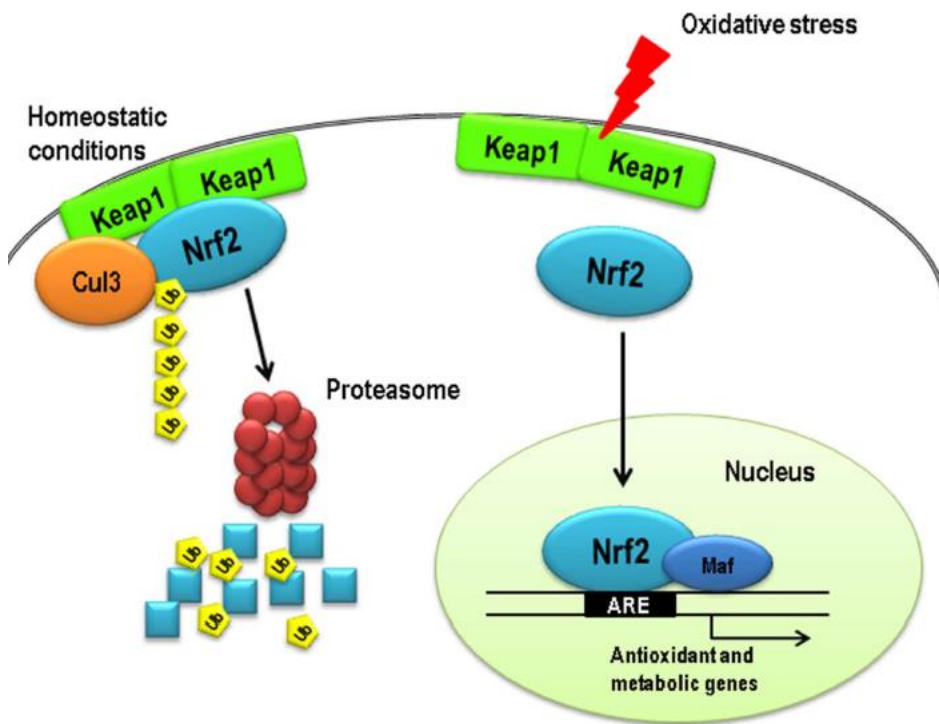 Oxidative stress
Homeostatic
conditions
Keap1
Keap1
Keap1
Keap1
Cul3
Nrf2
Nrf2
Ub
Ub
Ub
Ub
Ub
Proteasome
Ub
Ub
Ub
Ub
Ub
Nucleus
Nrf2
Maf
ARE
Antioxidant and
metabolic genes